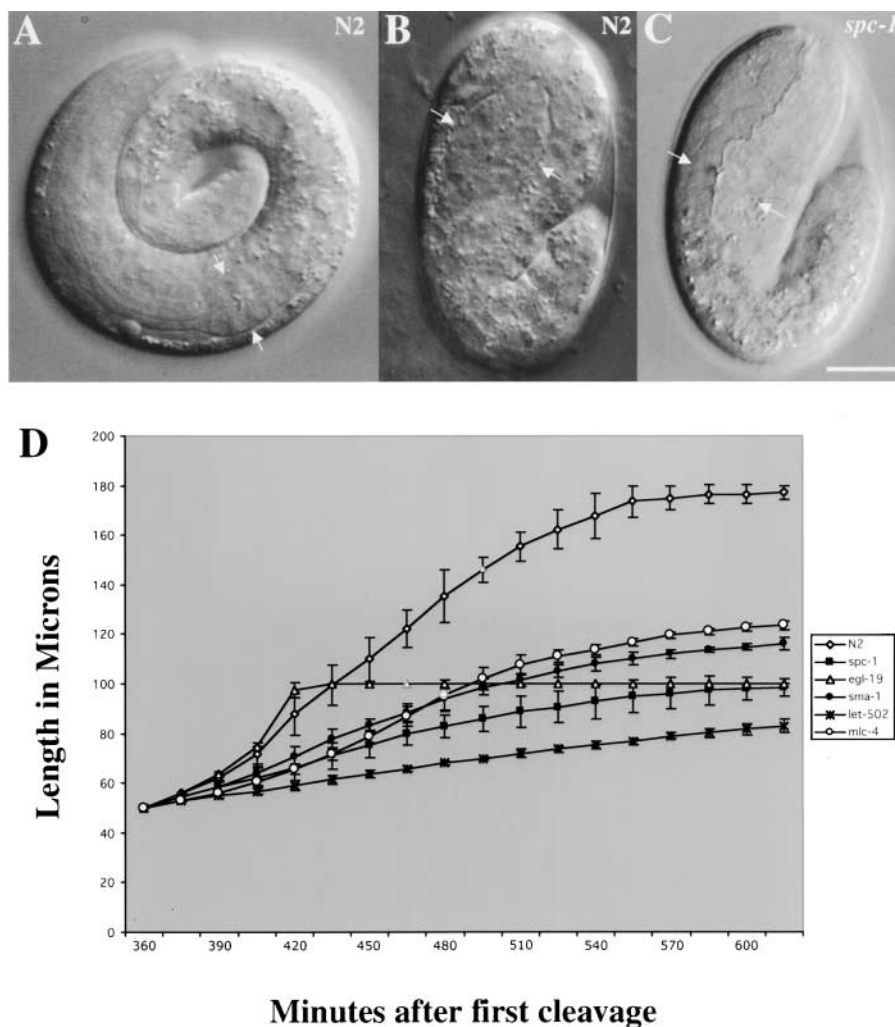 A
N2
B
N2
C
spc-1
D
Length in Microns
200
180
160
140
120
100
80
60
40
20
0
360 390 420 450 480 510 540 570 600
Minutes after first cleavage
N2
spc-1
egl-19
sma-1
let-502
mlc-4